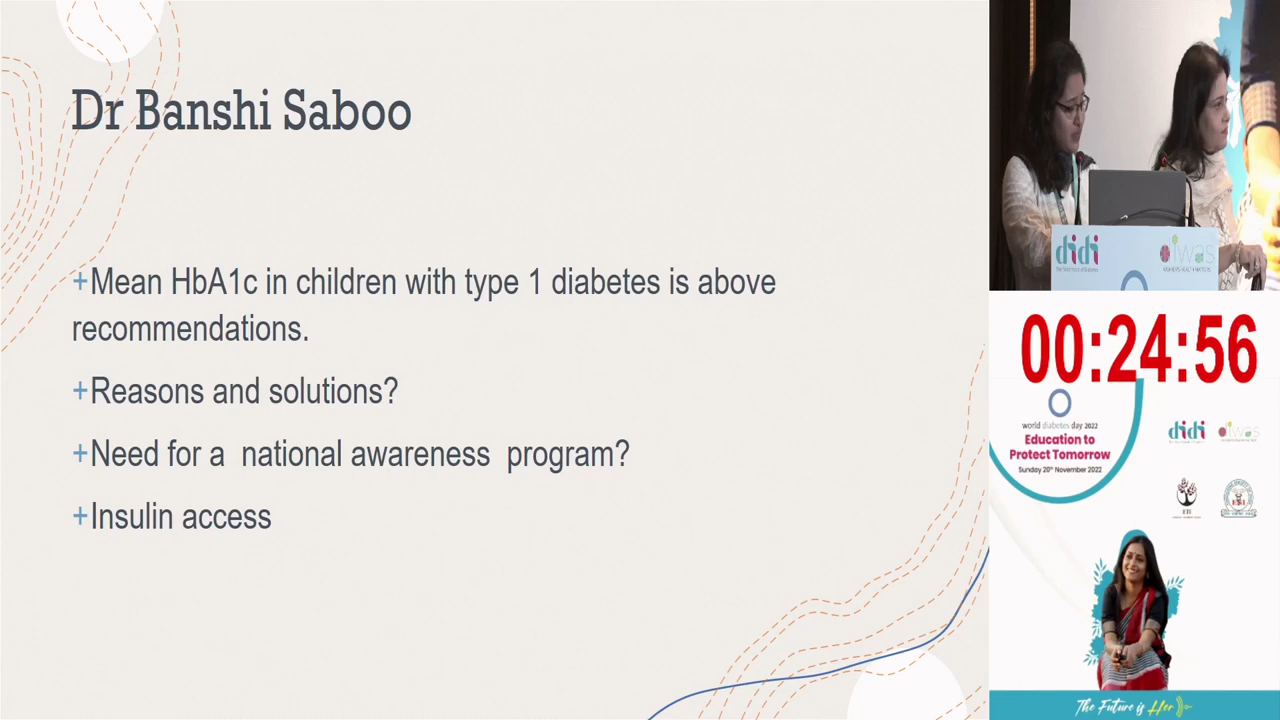 Dr Banshi Saboo
+Mean HbA1c in children with type 1 diabetes is above
recommendations.
+Reasons and solutions?
+Need for a national awareness program?
+Insulin access
didi
00:24:56
world diabetes day 2022
Education to
Protect Tomorrow
Sunday 20th November 2022
didi
The Future is Her